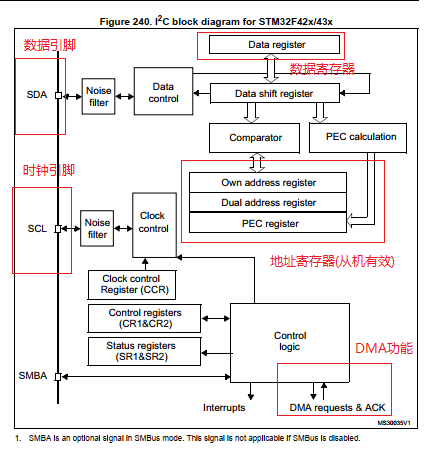 Figure 240. I²C block diagram for STM32F42x/43x
数据引脚
Data register
数据寄存器
SDA
Noise
filter
Data
control
Data shift register
Comparator
PEC calculation
时钟引脚
Own address register
Dual address register
PEC register
SCL
Noise
filter
Clock
control
地址寄存器(从机有效)
Clock control
Register (CCR)
Control registers
(CR1&CR2)
Status registers
(SR1&SR2)
Control
logic
DMA功能
SMBA
Interrupts
DMA requests & ACK
MS30035V1
1. SMBA is an optional signal in SMBus mode. This signal is not applicable if SMBus is disabled.